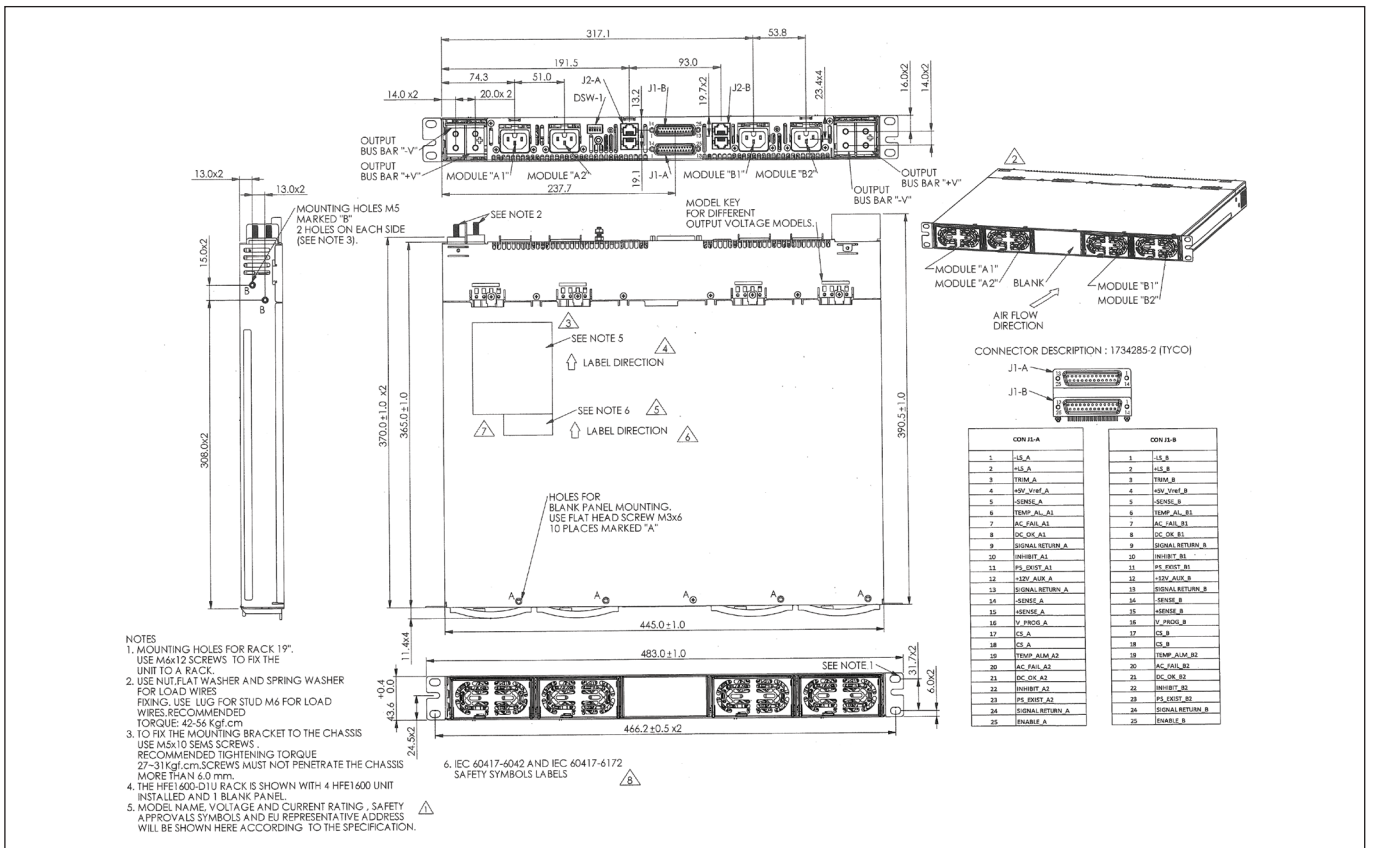 317.1
53.8
191.5
93.0
74.3
51.0
J2-A
J1-B
J2-B
14.0 x2
20.0x 2
DSW-1
13.2
19.7x2
23.4x4
16.0x2
14.0x2
OUTPUT
BUS BAR "-V"
OUTPUT
BUS BAR "+V"
MODULE "A1"
MODULE "A2"
19.1
J1-A
MODULE "B1"
MODULE "B2"
OUTPUT
BUS BAR "+V"
OUTPUT
BUS BAR "-V"
237.7
13.0x2
13.0x2
MOUNTING HOLES M5
MARKED "B"
2 HOLES ON EACH SIDE
(SEE NOTE 3).
15.0x2
B
B
308.0x2
SEE NOTE 2
MODEL KEY
FOR DIFFERENT
OUTPUT VOLTAGE MODELS.
3
SEE NOTE 5
4
LABEL DIRECTION
SEE NOTE 6
5
7
LABEL DIRECTION
6
370.0±1.0 x2
365.0±1.0
390.5±1.0
HOLES FOR
BLANK PANEL MOUNTING.
USE FLAT HEAD SCREW M3x6
10 PLACES MARKED "A"
A
A
A
A
A
445.0±1.0
11.4x4
483.0±1.0
SEE NOTE 1
31.7x2
6.0x2
43.6 +0.4 0.0
24.5x2
466.2±0.5 x2
2
MODULE "A1"
MODULE "A2"
BLANK
MODULE "B1"
MODULE "B2"
AIR FLOW
DIRECTION
CONNECTOR DESCRIPTION : 1734285-2 (TYCO)
J1-A
J1-B
CON J1-A
1 -LS_A
2 +LS_A
3 TRIM_A
4 +5V_Vref_A
5 -SENSE_A
6 TEMP_AL_A1
7 AC_FAIL_A1
8 DC_OK_A1
9 SIGNAL RETURN_A
10 INHIBIT_A1
11 PS_EXIST_A1
12 +12V_AUX_A
13 SIGNAL RETURN_A
14 -SENSE_A
15 +SENSE_A
16 V_PROG_A
17 CS_A
18 CS_A
19 TEMP_ALM_A2
20 AC_FAIL_A2
21 DC_OK_A2
22 INHIBIT_A2
23 PS_EXIST_A2
24 SIGNAL RETURN_A
25 ENABLE_A
CON J1-B
1 -LS_B
2 +LS_B
3 TRIM_B
4 +5V_Vref_B
5 -SENSE_B
6 TEMP_AL_B1
7 AC_FAIL_B1
8 DC_OK_B1
9 SIGNAL RETURN_B
10 INHIBIT_B1
11 PS_EXIST_B1
12 +12V_AUX_B
13 SIGNAL RETURN_B
14 -SENSE_B
15 +SENSE_B
16 V_PROG_B
17 CS_B
18 CS_B
19 TEMP_ALM_B2
20 AC_FAIL_B2
21 DC_OK_B2
22 INHIBIT_B2
23 PS_EXIST_B2
24 SIGNAL RETURN_B
25 ENABLE_B
NOTES
1. MOUNTING HOLES FOR RACK 19".
USE M6x12 SCREWS TO FIX THE
UNIT TO A RACK.
2. USE NUT,FLAT WASHER AND SPRING WASHER
FOR LOAD WIRES
FIXING. USE LUG FOR STUD M6 FOR LOAD
WIRES.RECOMMENDED
TORQUE: 42-56 Kgf.cm
3. TO FIX THE MOUNTING BRACKET TO THE CHASSIS
USE M5x10 SEMS SCREWS .
RECOMMENDED TIGHTENING TORQUE
27~31Kgf.cm.SCREWS MUST NOT PENETRATE THE CHASSIS
MORE THAN 6.0 mm.
4. THE HFE1600-D1U RACK IS SHOWN WITH 4 HFE1600 UNIT
INSTALLED AND 1 BLANK PANEL.
5. MODEL NAME, VOLTAGE AND CURRENT RATING , SAFETY
APPROVALS SYMBOLS AND EU REPRESENTATIVE ADDRESS
WILL BE SHOWN HERE ACCORDING TO THE SPECIFICATION.
1
6. IEC 60417-6042 AND IEC 60417-6172
SAFETY SYMBOLS LABELS
8